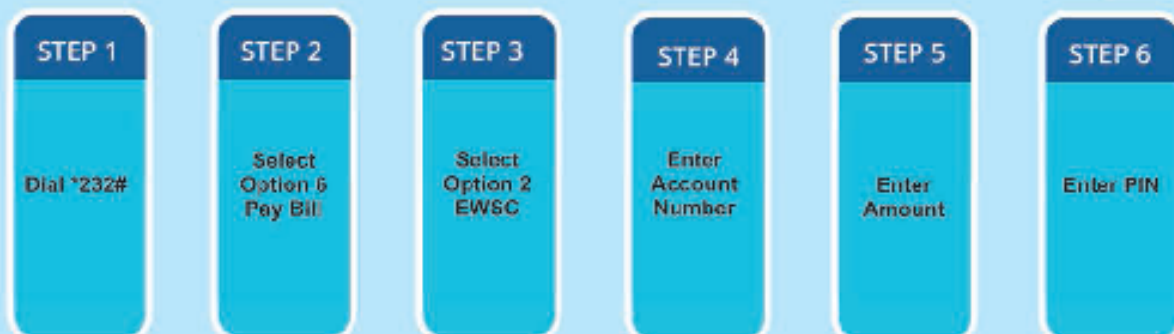 STEP 1
Dial *232#
STEP 2
Select
Option 6
Pay Bill
STEP 3
Select
Option 2
EWSC
STEP 4
Enter
Account
Number
STEP 5
Enter
Amount
STEP 6
Enter PIN